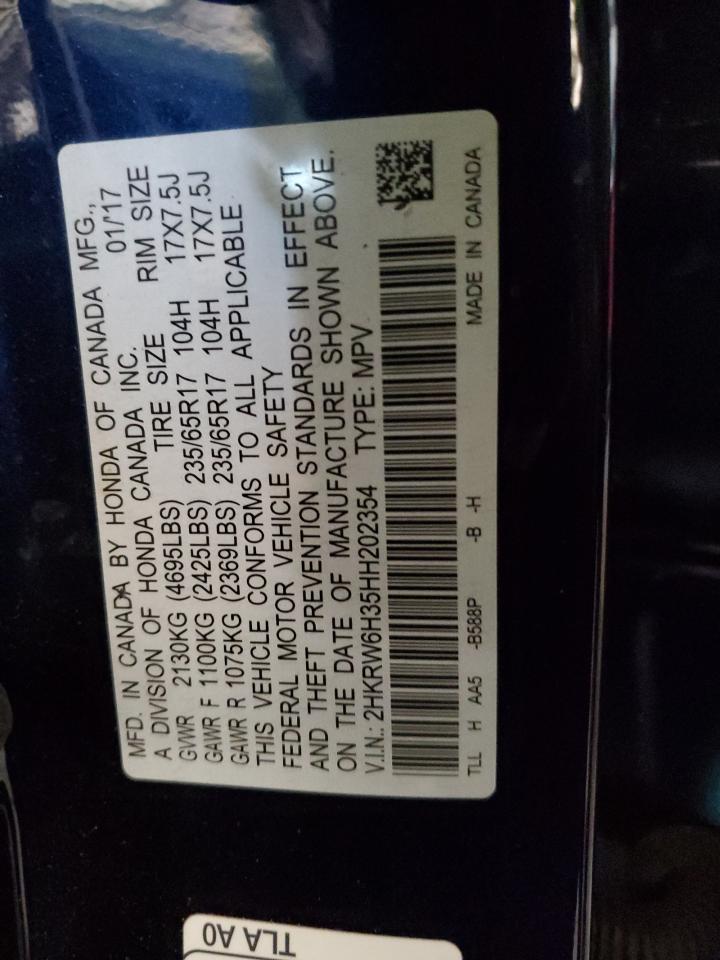 MFD. IN CANADA BY HONDA OF CANADA MFG.,
A DIVISION OF HONDA CANADA INC. 01/17
GVWR 2130KG (4695LBS) TIRE SIZE RIM SIZE
GAWR F 1100KG (2425LBS) 235/65R17 104H 17X7.5J
GAWR R 1075KG (2369LBS) 235/65R17 104H 17X7.5J
THIS VEHICLE CONFORMS TO ALL APPLICABLE
FEDERAL MOTOR VEHICLE SAFETY
AND THEFT PREVENTION STANDARDS IN EFFECT
ON THE DATE OF MANUFACTURE SHOWN ABOVE.
V.I.N.: 2HKRW6H35HH202354 TYPE: MPV
TLL H AA5 -B588P -B -H MADE IN CANADA
TLA A0